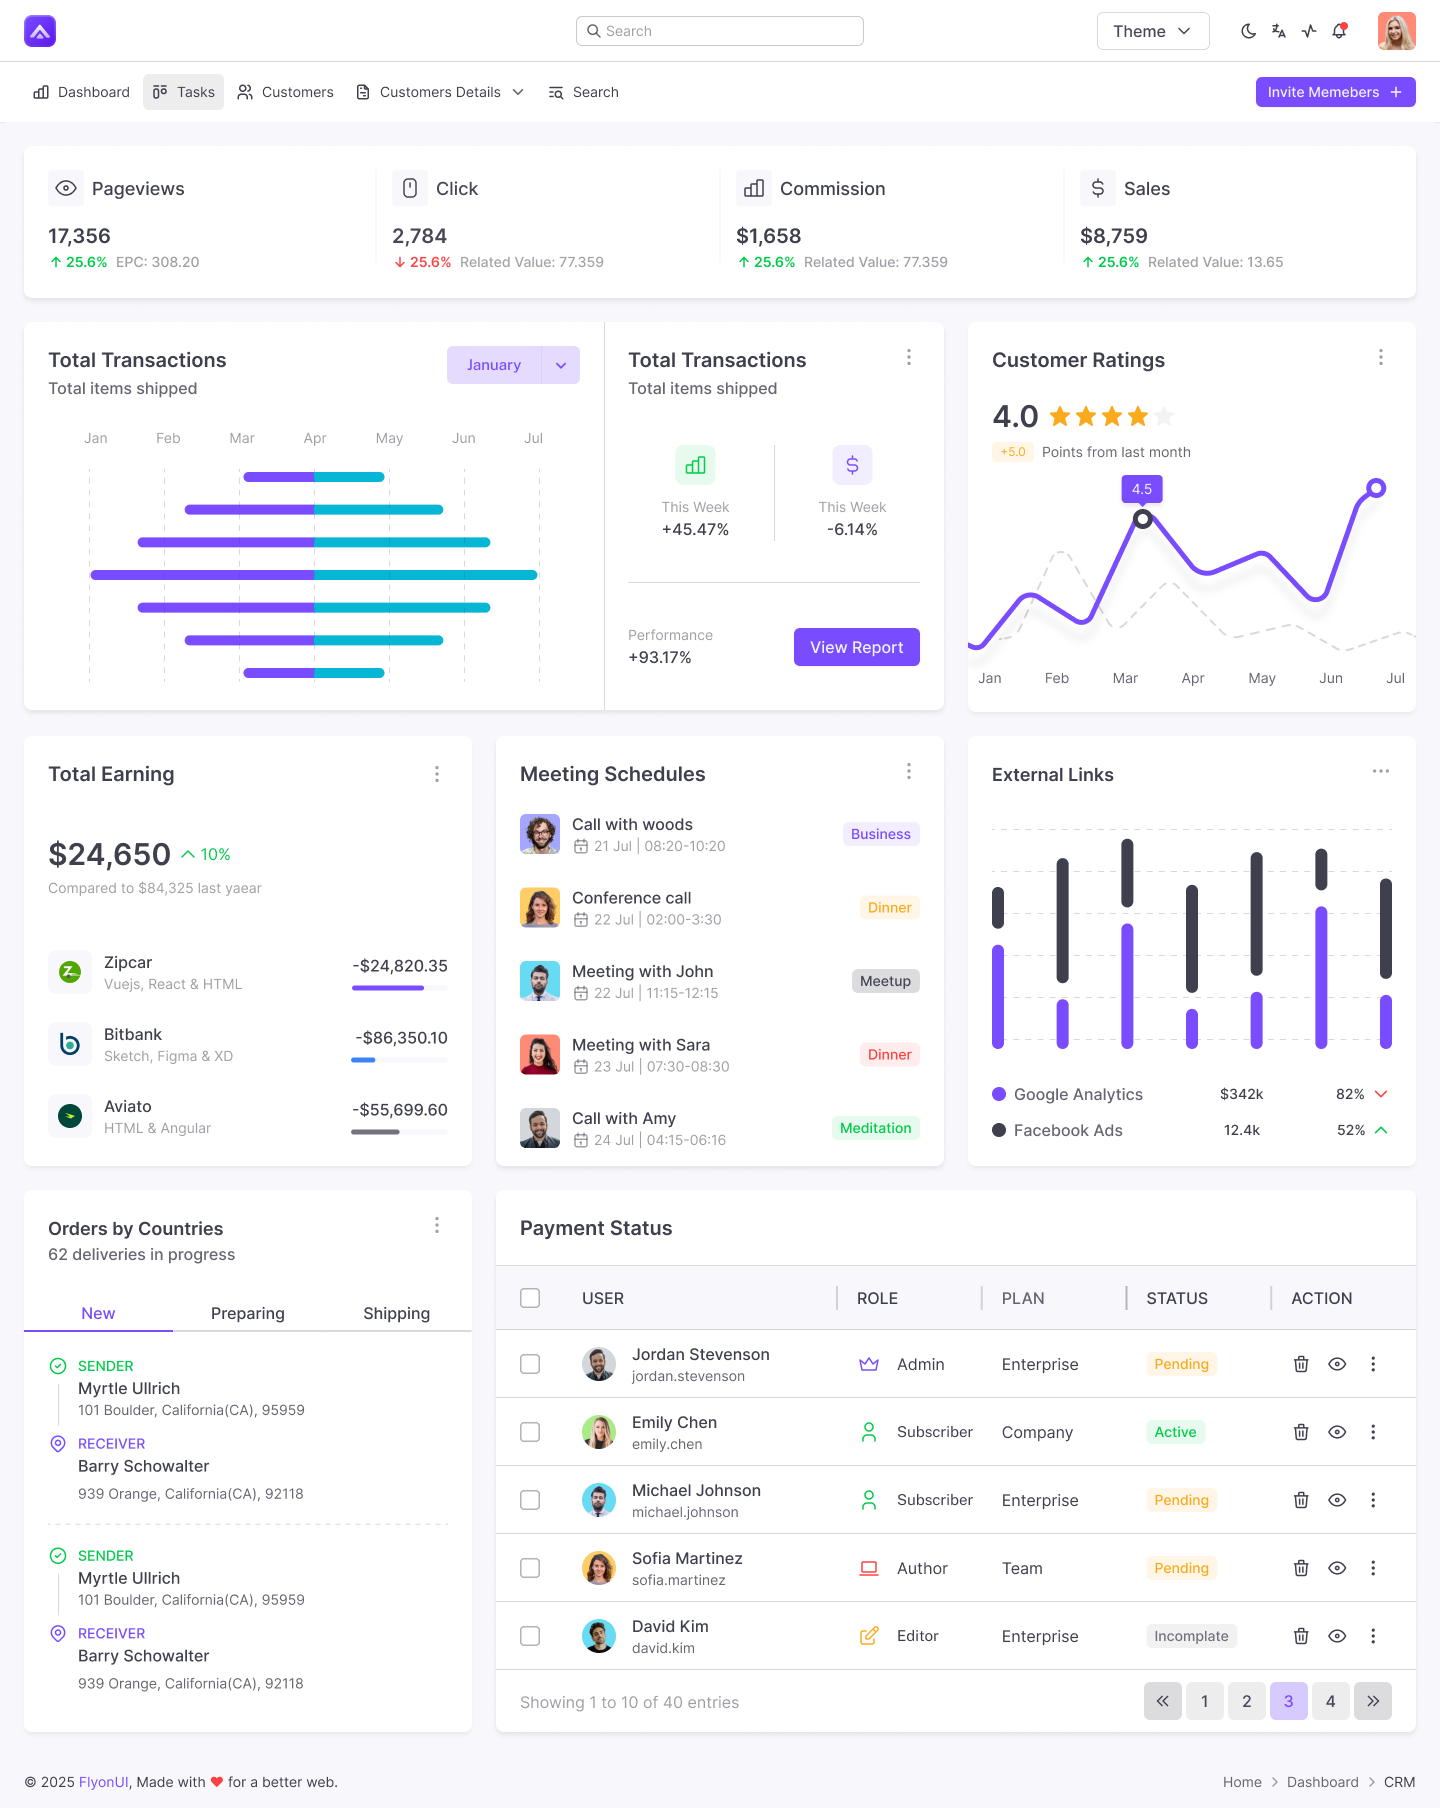 Search
Theme
Dashboard
Tasks
Customers
Customers Details
Search
Invite Memebers
Pageviews
17,356
25.6% EPC: 308.20
Click
2,784
25.6% Related Value: 77.359
Commission
$1,658
25.6% Related Value: 77.359
Sales
$8,759
25.6% Related Value: 13.65
Total Transactions
Total items shipped
January
Jan Feb Mar Apr May Jun Jul
Total Transactions
Total items shipped
This Week
+45.47%
This Week
-6.14%
Performance
+93.17%
View Report
Customer Ratings
4.0
+5.0 Points from last month
4.5
Jan Feb Mar Apr May Jun Jul
Total Earning
$24,650 10%
Compared to $84,325 last yaear
Zipcar
Vuejs, React & HTML
-$24,820.35
Bitbank
Sketch, Figma & XD
-$86,350.10
Aviato
HTML & Angular
-$55,699.60
Meeting Schedules
Call with woods
21 Jul | 08:20-10:20
Business
Conference call
22 Jul | 02:00-3:30
Dinner
Meeting with John
22 Jul | 11:15-12:15
Meetup
Meeting with Sara
23 Jul | 07:30-08:30
Dinner
Call with Amy
24 Jul | 04:15-06:16
Meditation
External Links
Google Analytics $342k 82%
Facebook Ads 12.4k 52%
Orders by Countries
62 deliveries in progress
New Preparing Shipping
SENDER
Myrtle Ullrich
101 Boulder, California(CA), 95959
RECEIVER
Barry Schowalter
939 Orange, California(CA), 92118
SENDER
Myrtle Ullrich
101 Boulder, California(CA), 95959
RECEIVER
Barry Schowalter
939 Orange, California(CA), 92118
Payment Status
USER ROLE PLAN STATUS ACTION
Jordan Stevenson
jordan.stevenson
Admin Enterprise Pending
Emily Chen
emily.chen
Subscriber Company Active
Michael Johnson
michael.johnson
Subscriber Enterprise Pending
Sofia Martinez
sofia.martinez
Author Team Pending
David Kim
david.kim
Editor Enterprise Incomplate
Showing 1 to 10 of 40 entries
1 2 3 4
© 2025 FlyonUI, Made with ❤ for a better web.
Home > Dashboard > CRM